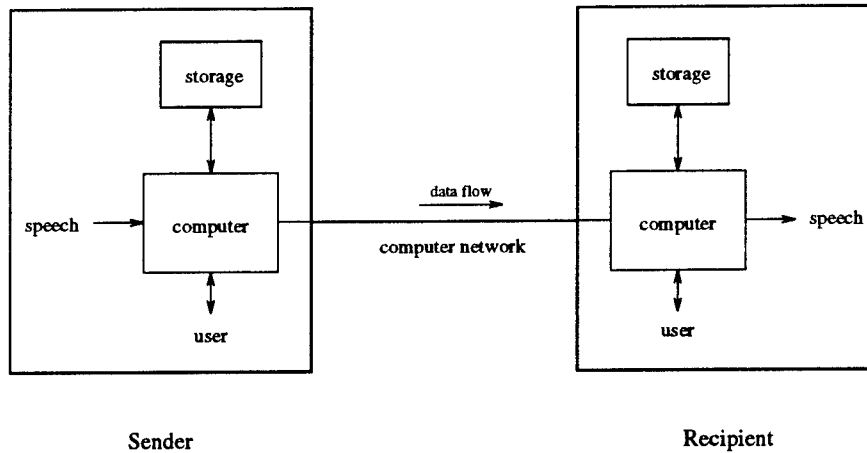 storage
storage
data flow
speech
computer
computer
speech
computer network
user
user
Sender
Recipient